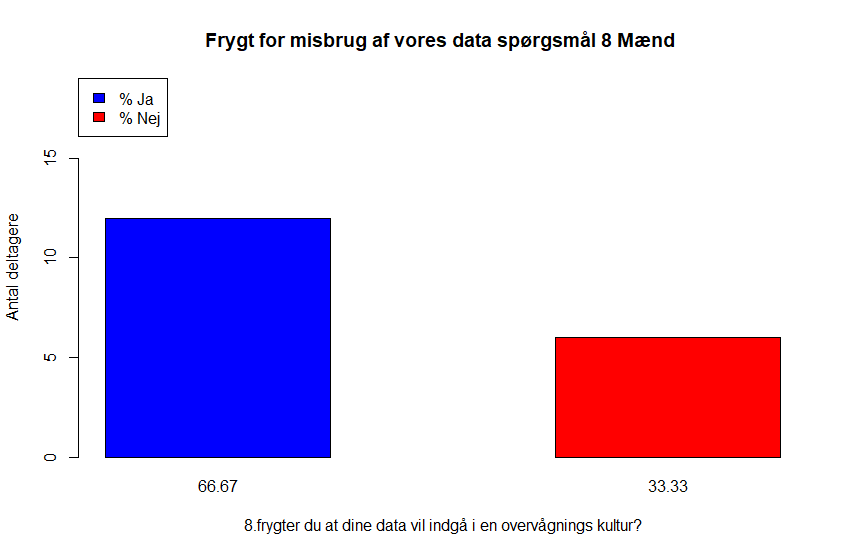 Frygt for misbrug af vores data spørgsmål 8 Mænd
% Ja
% Nej
Antal deltagere
15
10
5
0
66.67
33.33
8.frygter du at dine data vil indgå i en overvågnings kultur?